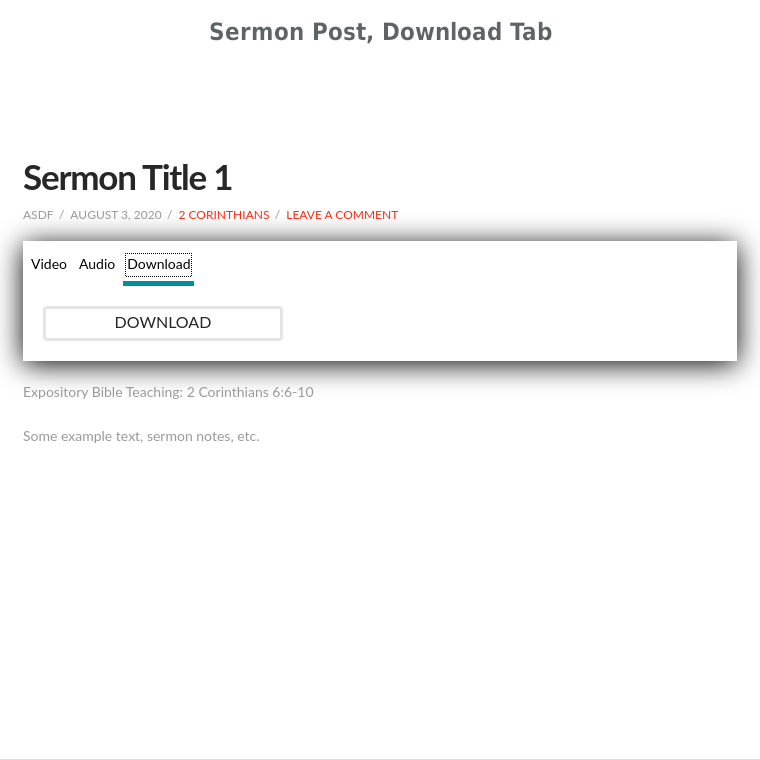 Sermon Post, Download Tab
Sermon Title 1
ASDF / AUGUST 3, 2020 / 2 CORINTHIANS / LEAVE A COMMENT
Video Audio Download
DOWNLOAD
Expository Bible Teaching: 2 Corinthians 6:6-10
Some example text, sermon notes, etc.